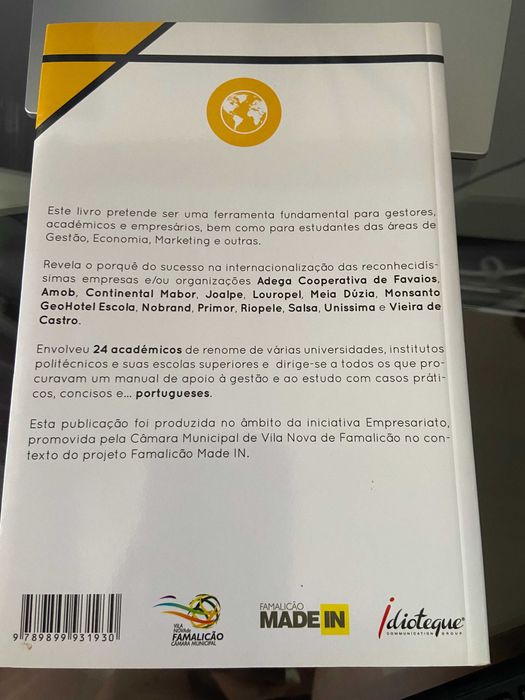 Este livro pretende ser uma ferramenta fundamental para gestores,
académicos e empresários, bem como para estudantes das áreas de
Gestão, Economia, Marketing e outras.
Revela o porquê do sucesso na internacionalização das reconhecidís-
simas empresas e/ou organizações Adega Cooperativa de Favaios,
Amob, Continental Mabor, Joalpe, Louropel, Meia Dúzia, Monsanto
GeoHotel Escola, Nobrand, Primor, Riopele, Salsa, Unissima e Vieira de
Castro.
Envolveu 24 académicos de renome de várias universidades, institutos
politécnicos e suas escolas superiores e dirige-se a todos os que pro-
curavam um manual de apoio à gestão e ao estudo com casos práti-
cos, concisos e... portugueses.
Esta publicação foi produzida no âmbito da iniciativa Empresariato,
promovida pela Câmara Municipal de Vila Nova de Famalicão no con-
texto do projeto Famalicão Made IN.
9 789899 931930
VILA
NOVA de
FAMALICÃO
CÂMARA MUNICIPAL
FAMALICÃO
MADE IN
idioteque
COMMUNICATION GROUP